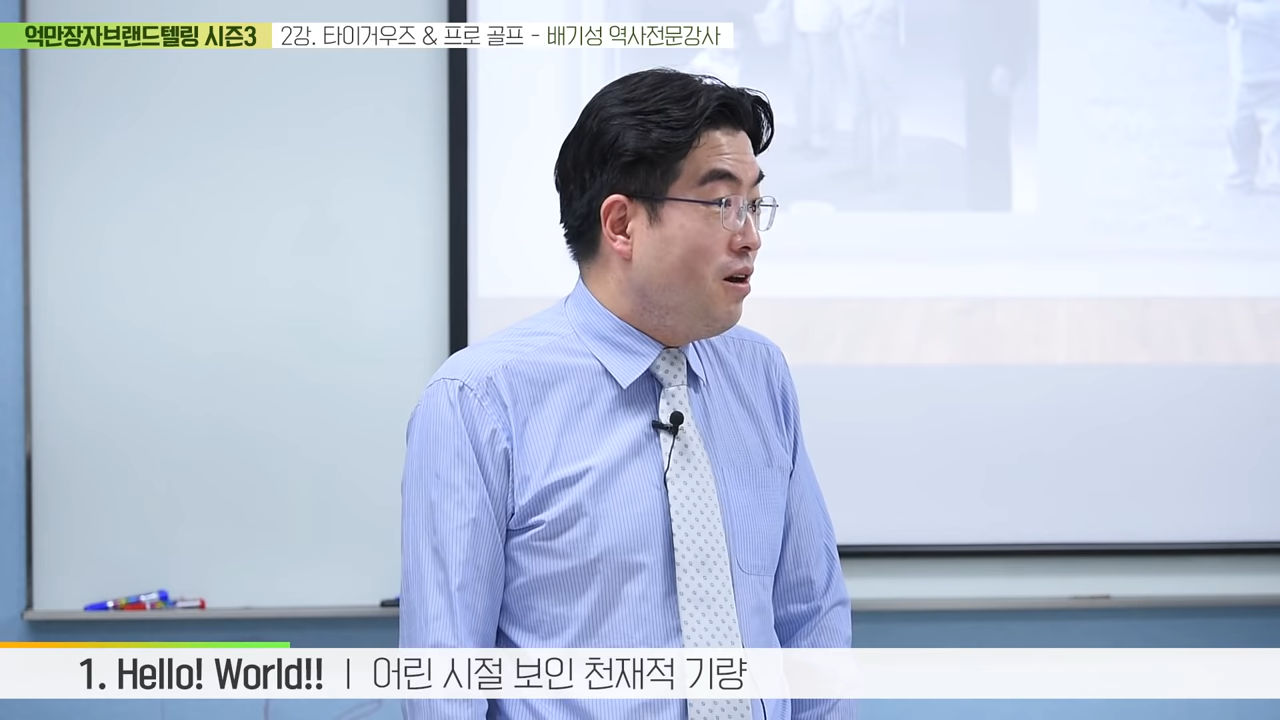 억만장자브랜드텔링 시즌3 2강. 타이거우즈 & 프로 골프 - 배기성 역사전문강사
1. Hello! World!! | 어린 시절 보인 천재적 기량